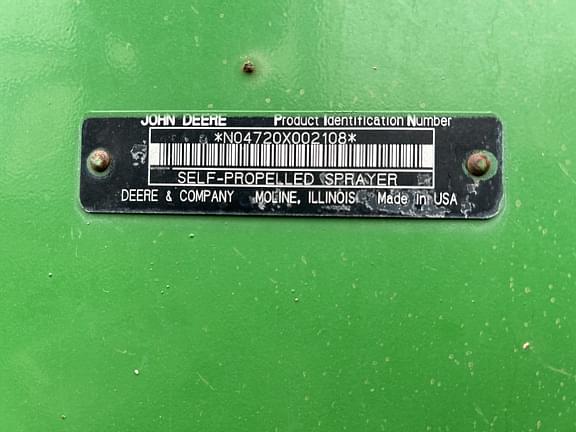 JOHN DEERE Product Identification Number
*N04720X002108*
SELF-PROPELLED SPRAYER
DEERE & COMPANY MOLINE, ILLINOIS Made in USA